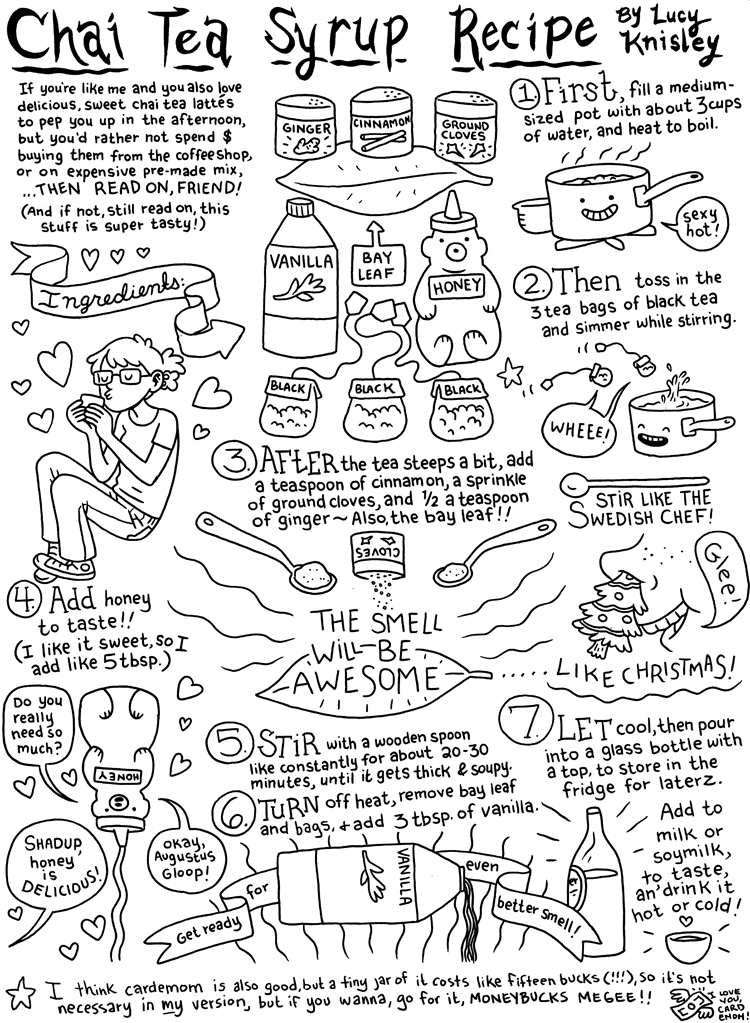 Chai Tea Syrup Recipe
By Lucy
Knisley
If you're like me and you also love
delicious, sweet chai tea lattés
to pep you up in the afternoon,
but you'd rather not spend $
buying them from the coffeeshop,
or on expensive pre-made mix,
...THEN READ ON, FRIEND!
(And if not, still read on, this
stuff is super tasty!)
Ingredients:
GINGER
CINNAMON
GROUND
CLOVES
VANILLA
BAY
LEAF
HONEY
BLACK
BLACK
BLACK
1. First, fill a medium-
sized pot with about 3 cups
of water, and heat to boil.
sexy
hot!
2. Then toss in the
3 tea bags of black tea
and simmer while stirring.
WHEEE!
STIR LIKE THE
SWEDISH CHEF!
3. AFTER the tea steeps a bit, add
a teaspoon of cinnamon, a sprinkle
of ground cloves, and 1/2 a teaspoon
of ginger~ Also, the bay leaf!!
CLOVES
THE SMELL
WILL BE
AWESOME
.....LIKE CHRISTMAS!
Glee!
4. Add honey
to taste!!
(I like it sweet, so I
add like 5 tbsp.)
Do you
really
need so
much?
HONEY
SHADUP,
honey
is
DELICIOUS!
okay,
Augustus
Gloop!
5. STIR with a wooden spoon
like constantly for about 20-30
minutes, until it gets thick & soupy.
6. TURN off heat, remove bay leaf
and bags, + add 3 tbsp. of vanilla.
Get ready
for
VANILLA
even
better smell!
7. LET cool, then pour
into a glass bottle with
a top, to store in the
fridge for laterz.
Add to
milk or
soymilk,
to taste,
an' drink it
hot or cold!
I think cardemom is also good, but a tiny jar of it costs like fifteen bucks (!!!), so it's not
necessary in my version, but if you wanna, go for it, MONEYBUCKS MEGEE!!
I LOVE
YOU,
CARD
EMOM!